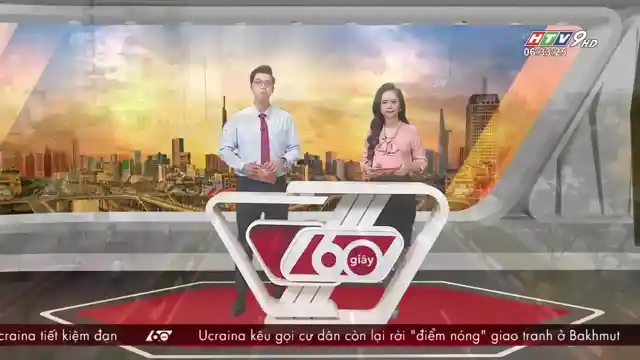 HTV9HD
06:33:25
60
giây
craina tiết kiệm đạn 60 Ucraina kêu gọi cư dân còn lại rời "điểm nóng" giao tranh ở Bakhmut